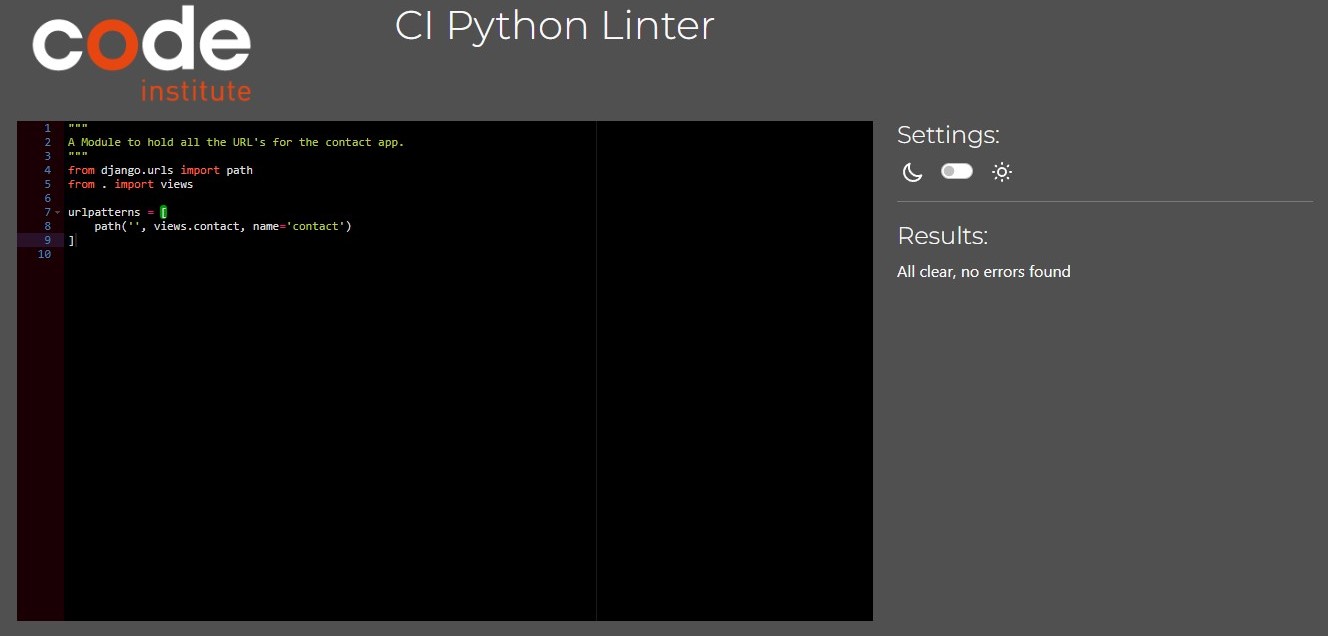 code
institute
CI Python Linter
1 """
2 A Module to hold all the URL's for the contact app.
3 """
4 from django.urls import path
5 from . import views
6
7 urlpatterns = [
8     path('', views.contact, name='contact')
9 ]
10
Settings:
Results:
All clear, no errors found